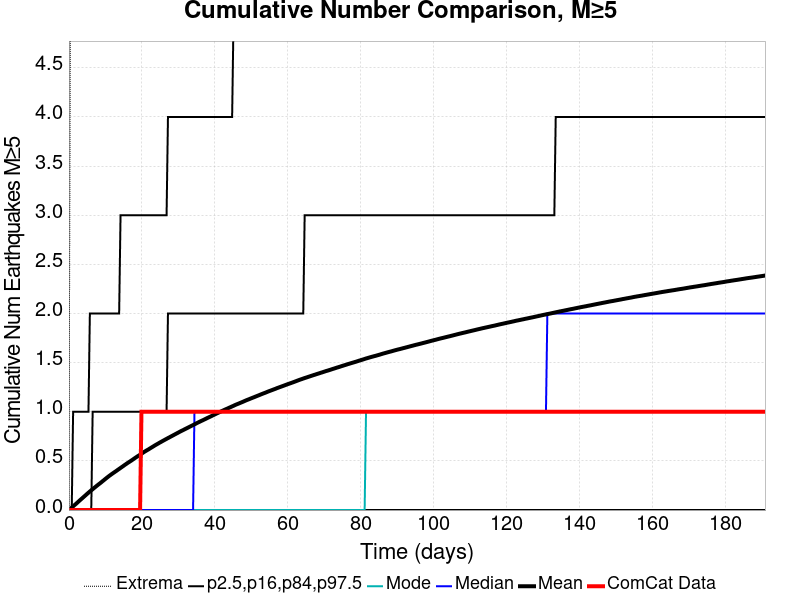 Cumulative Number Comparison, M≥5
Cumulative Num Earthquakes M≥5
4.5
4.0
3.5
3.0
2.5
2.0
1.5
1.0
0.5
0.0
0 20 40 60 80 100 120 140 160 180
Time (days)
Extrema p2.5,p16,p84,p97.5 Mode Median Mean ComCat Data